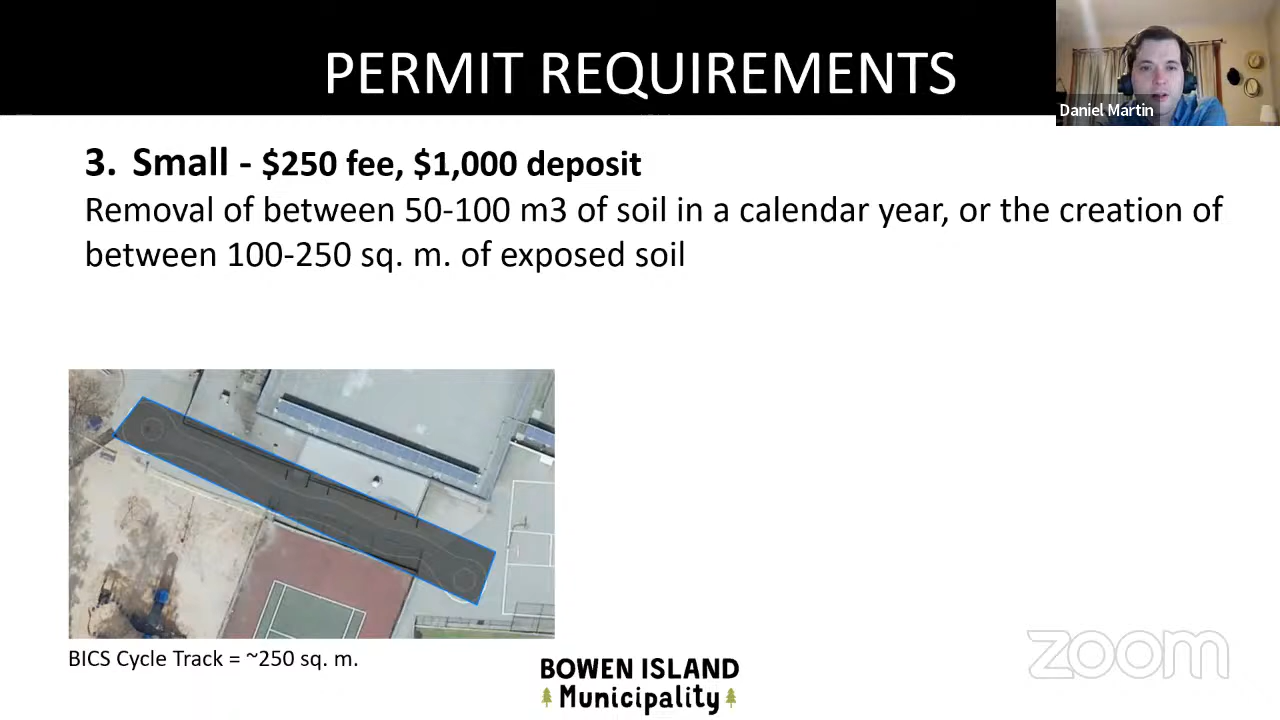 PERMIT REQUIREMENTS
Daniel Martin
3. Small - $250 fee, $1,000 deposit
Removal of between 50-100 m3 of soil in a calendar year, or the creation of
between 100-250 sq. m. of exposed soil
BICS Cycle Track = ~250 sq. m.
BOWEN ISLAND
Municipality
zoom